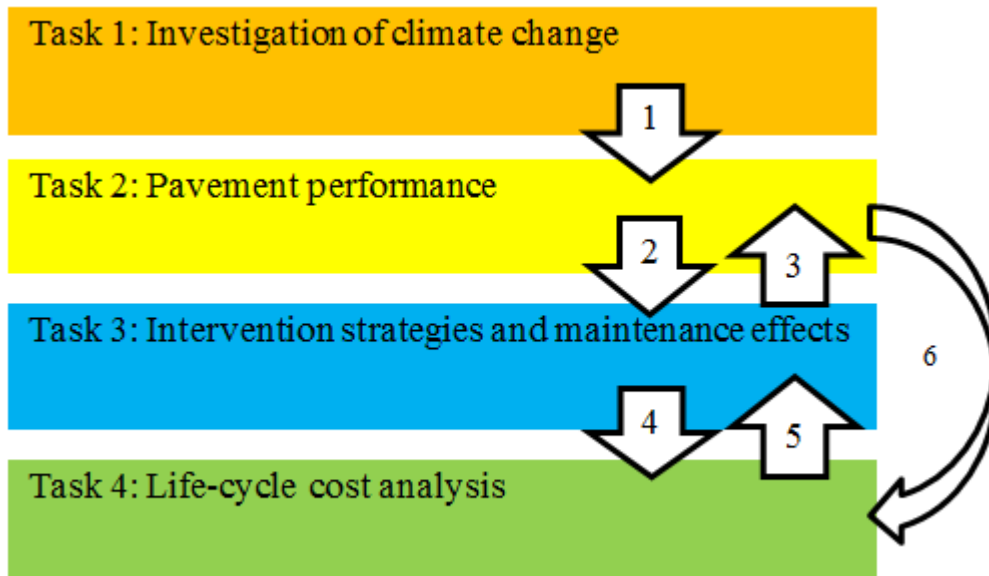 Task 1: Investigation of climate change
1
Task 2: Pavement performance
2
3
Task 3: Intervention strategies and maintenance effects
6
4
5
Task 4: Life-cycle cost analysis